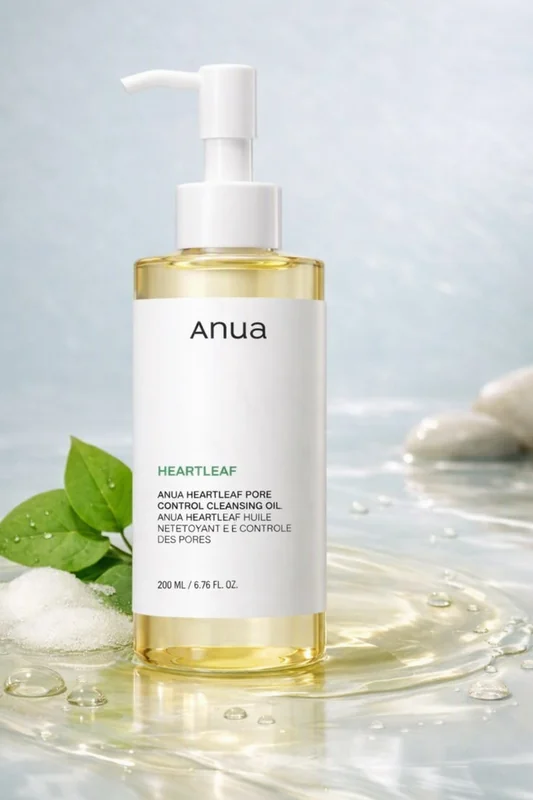 Anua
HEARTLEAF
ANUA HEARTLEAF PORE
CONTROL CLEANSING OIL
ANUA HEARTLEAF HUILE
NETETOYANT E E CONTROLE
DES PORES
200 ML / 6.76 FL. OZ.